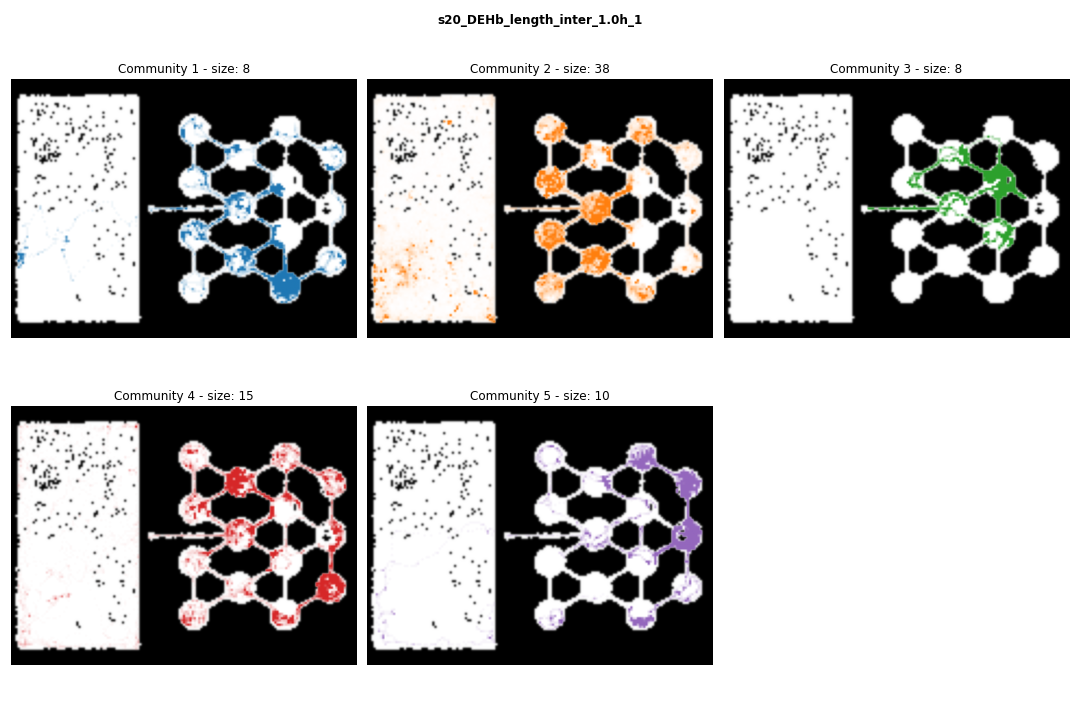 s20_DEHb_length_inter_1.0h_1
Community 1 - size: 8
Community 2 - size: 38
Community 3 - size: 8
Community 4 - size: 15
Community 5 - size: 10